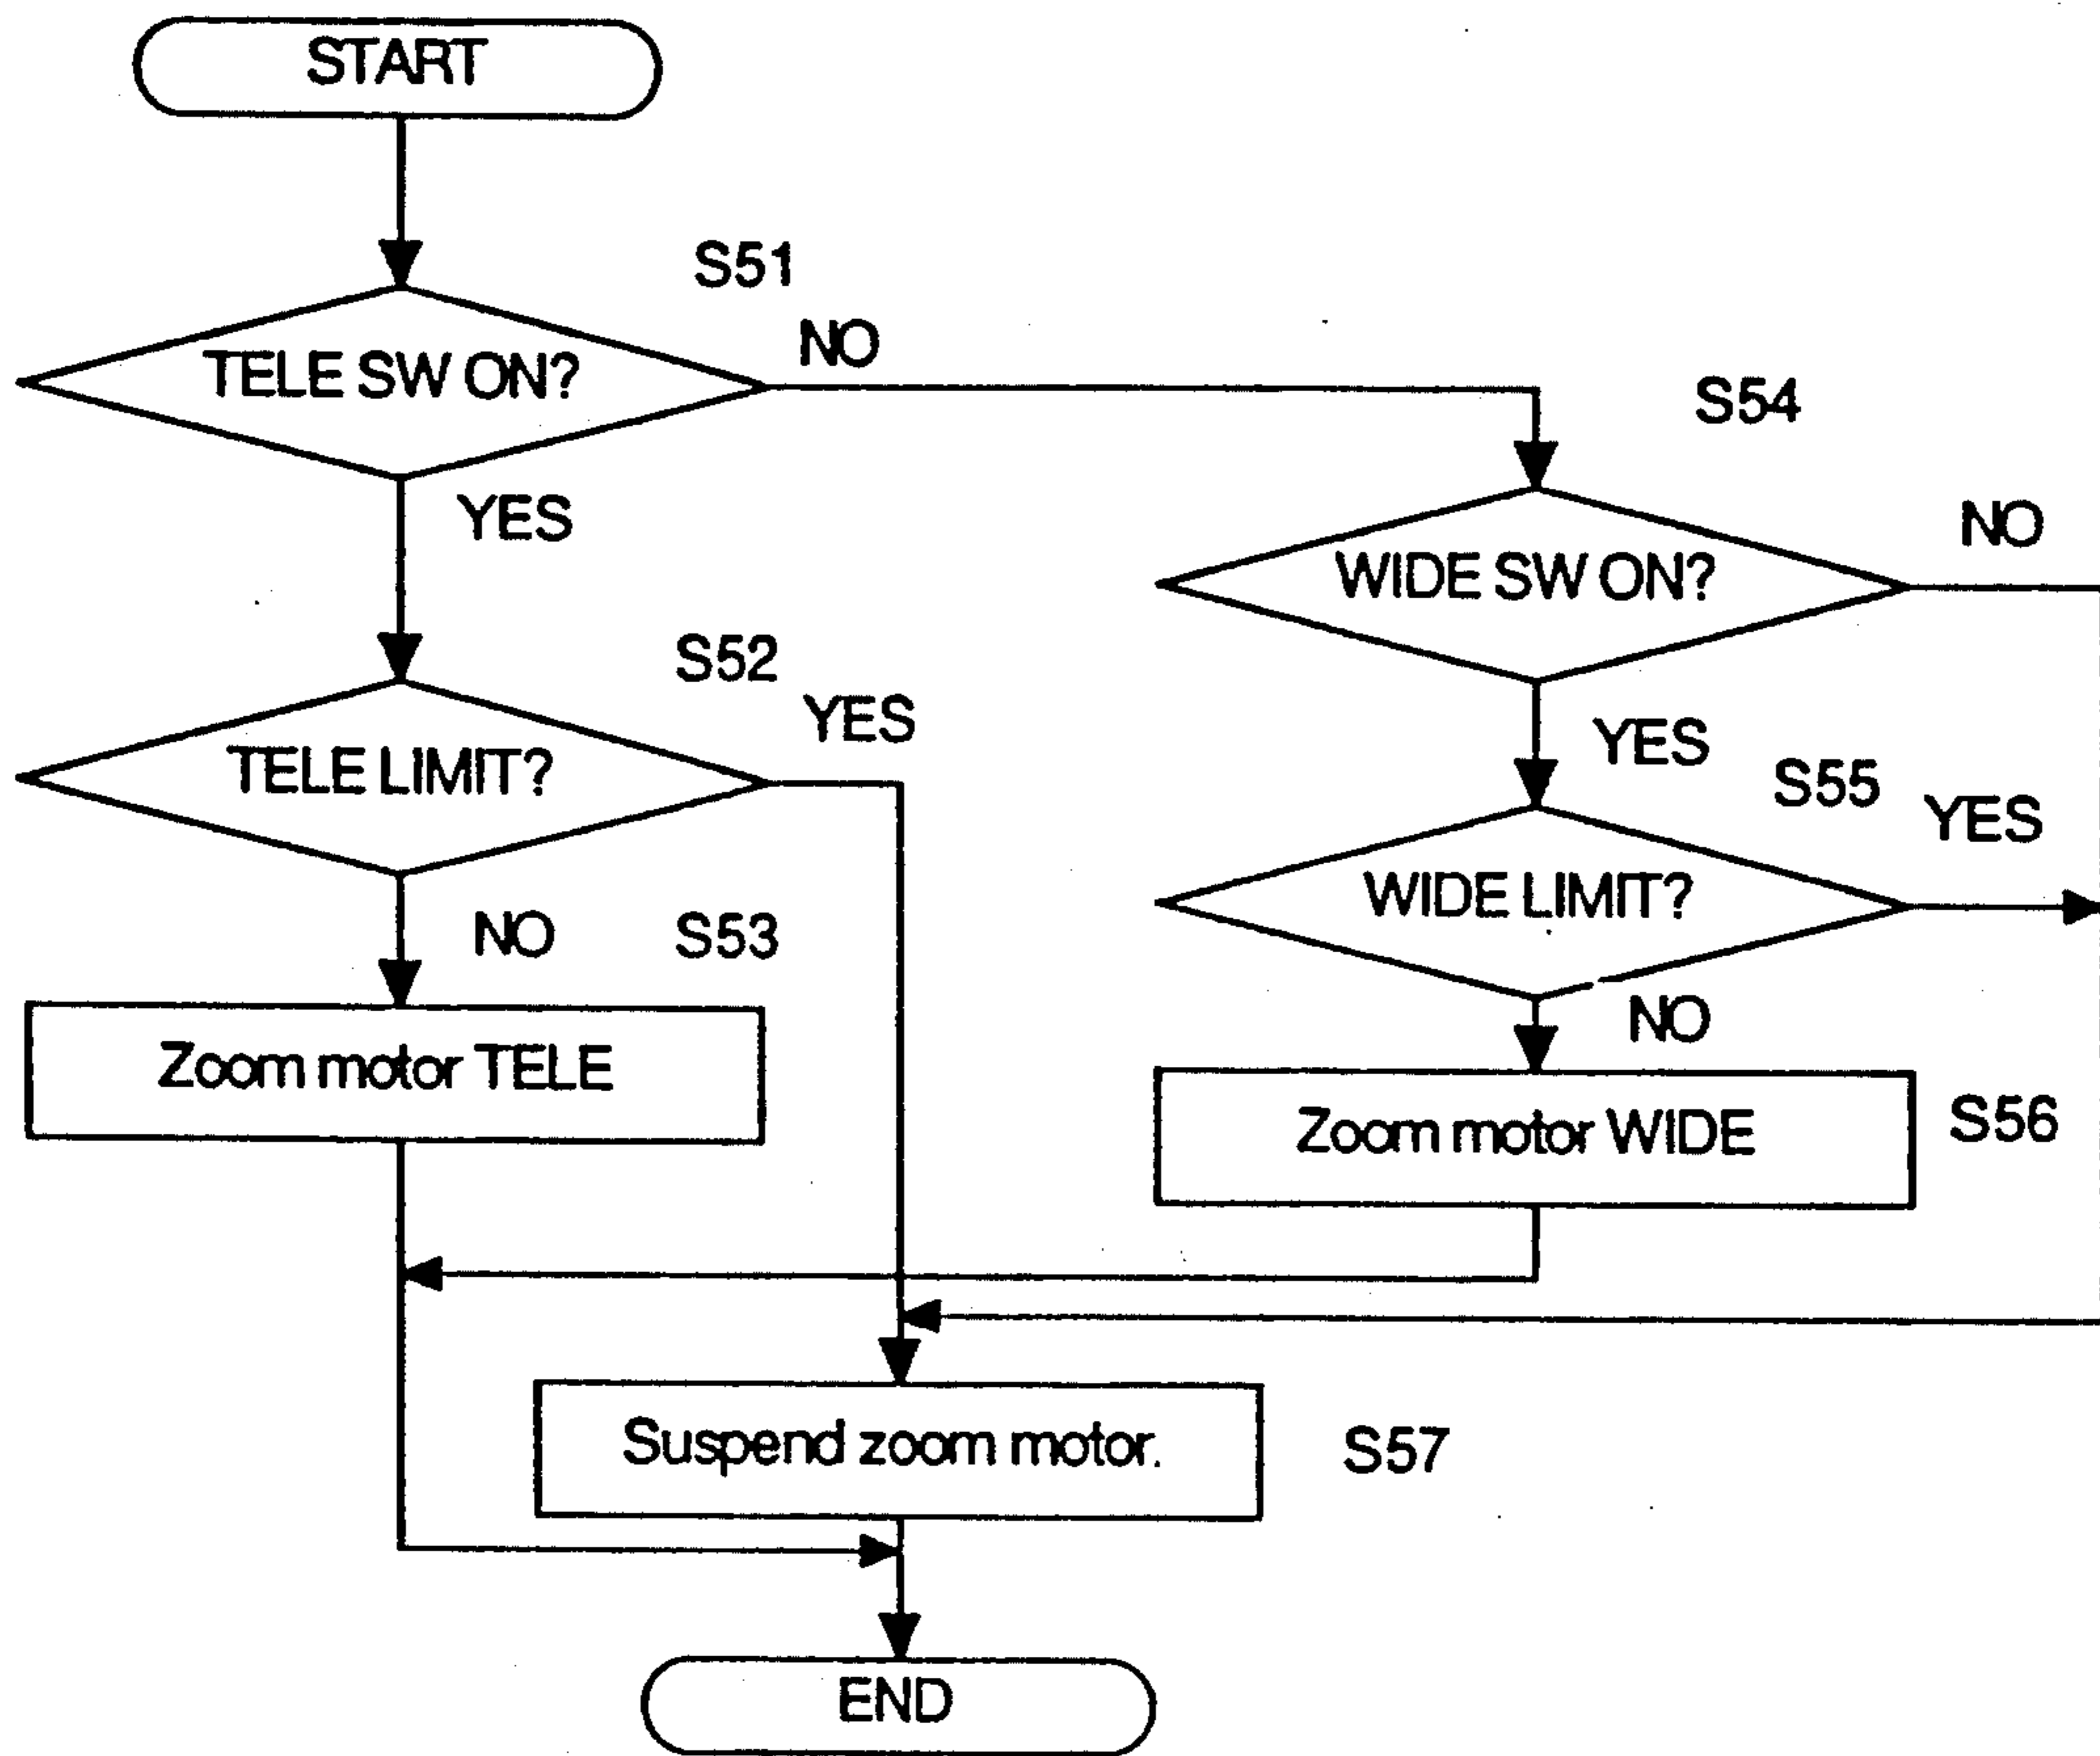 START
S51
TELE SW ON?
NO
YES
S54
WIDE SW ON?
NO
YES
S52
TELE LIMIT?
YES
NO
S55
WIDE LIMIT?
YES
NO
S53
Zoom motor TELE
Zoom motor WIDE
S56
Suspend zoom motor.
S57
END